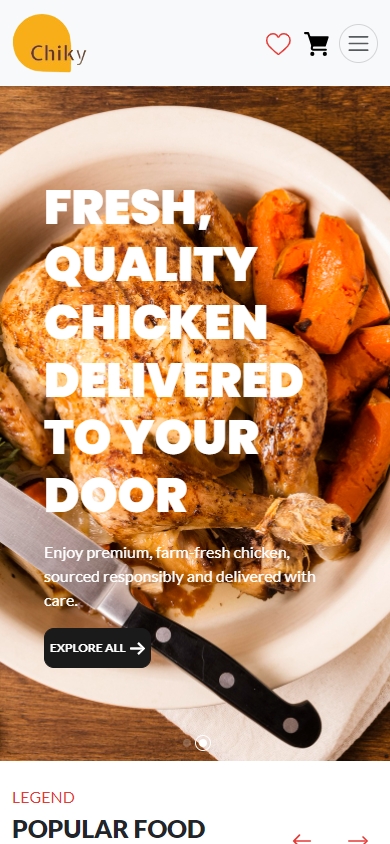 Chiky
FRESH,
QUALITY
CHICKEN
DELIVERED
TO YOUR
DOOR
Enjoy premium, farm-fresh chicken,
sourced responsibly and delivered with
care.
EXPLORE ALL
LEGEND
POPULAR FOOD